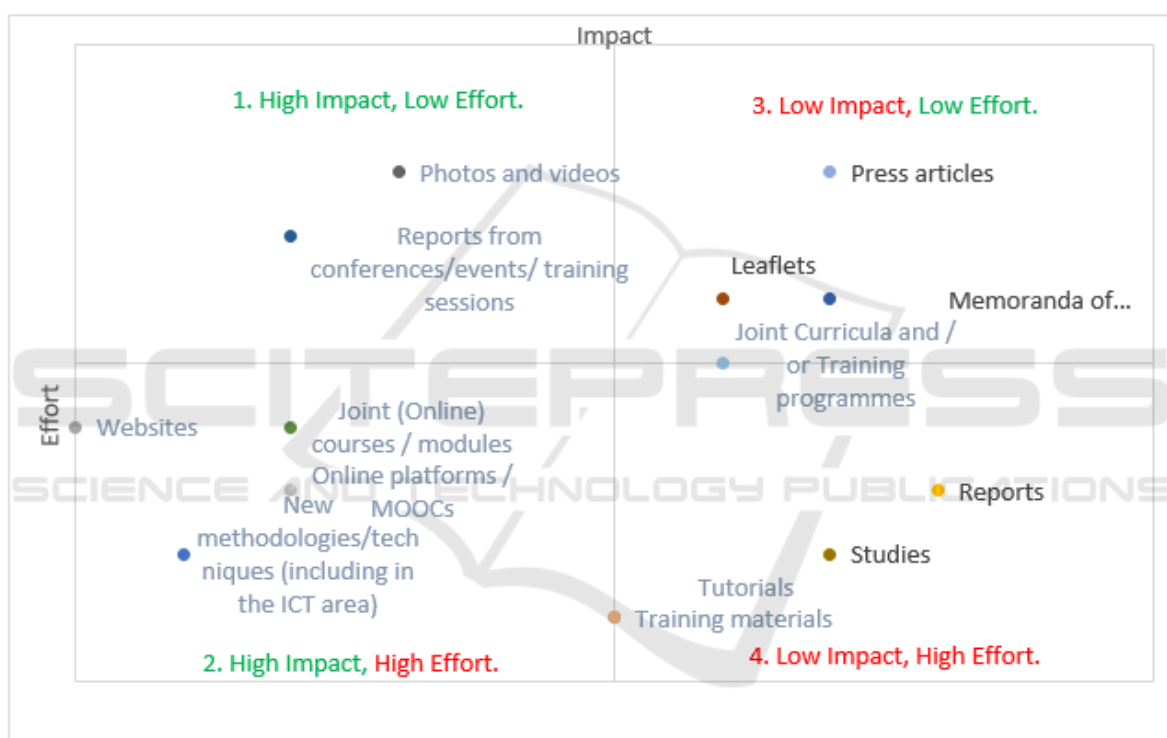 Impact
1. High Impact, Low Effort.
3. Low Impact, Low Effort.
Photos and videos
Press articles
Reports from
conferences/events/ training
sessions
Leaflets
Memoranda of...
Joint Curricula and /
or Training
programmes
SCITEPRESS
Effort
Websites
Joint (Online)
courses / modules
Online platforms /
MOOCs
SCIENCE AND TECHNOLOGY PUBLICATIONS
Reports
New
methodologies/tech
niques (including in
the ICT area)
Studies
Tutorials
Training materials
2. High Impact, High Effort.
4. Low Impact, High Effort.